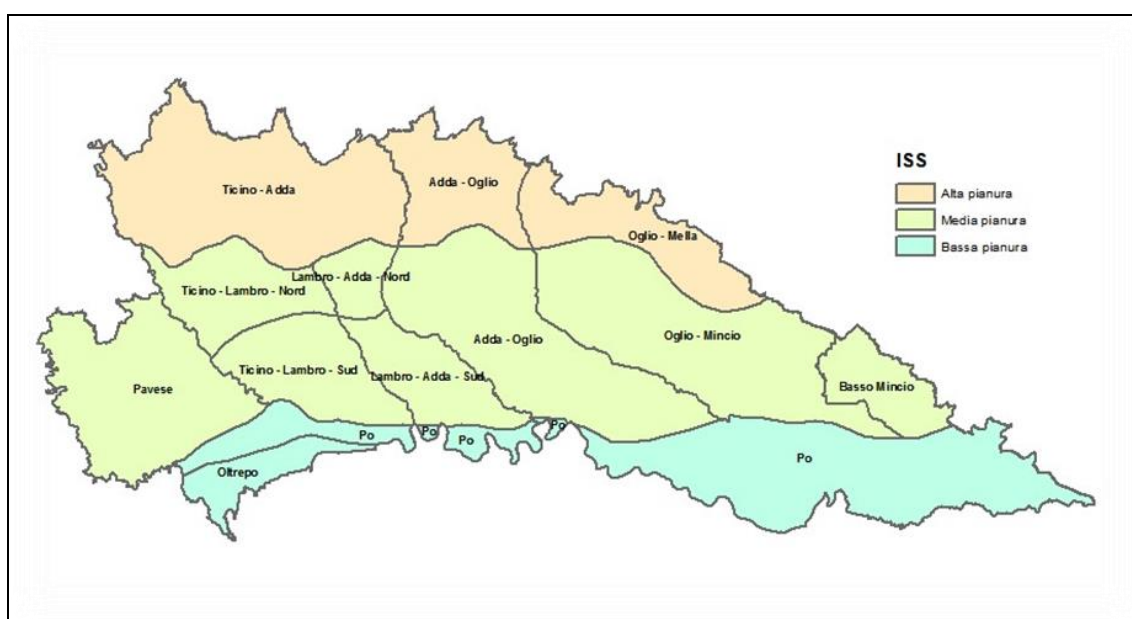 ISS
Alta pianura
Media pianura
Bassa pianura
Ticino - Adda
Adda - Oglio
Oglio - Mella
Lambro - Adda - Nord
Ticino - Lambro - Nord
Adda - Oglio
Oglio - Mincio
Ticino - Lambro - Sud
Lambro - Adda - Sud
Pavese
Basso Mincio
Po
Po
Po
Po
Po
Oltrepo